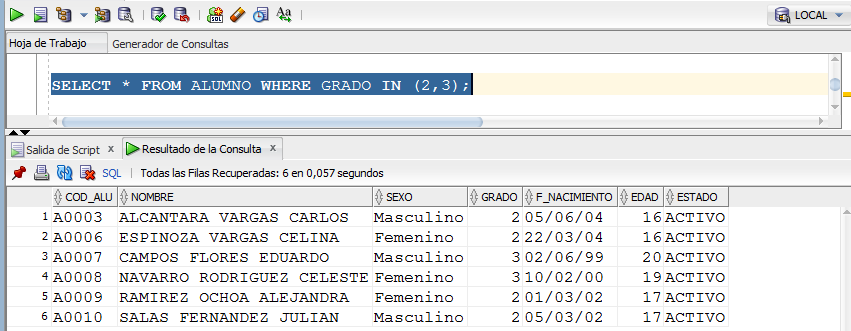 LOCAL
Hoja de Trabajo Generador de Consultas
SELECT * FROM ALUMNO WHERE GRADO IN (2,3);
Salida de Script x Resultado de la Consulta x
SQL | Todas las Filas Recuperadas: 6 en 0,057 segundos
COD_ALU NOMBRE SEXO GRADO F_NACIMIENTO EDAD ESTADO
1 A0003 ALCANTARA VARGAS CARLOS Masculino 2 05/06/04 16 ACTIVO
2 A0006 ESPINOZA VARGAS CELINA Femenino 2 22/03/04 16 ACTIVO
3 A0007 CAMPOS FLORES EDUARDO Masculino 3 02/06/99 20 ACTIVO
4 A0008 NAVARRO RODRIGUEZ CELESTE Femenino 3 10/02/00 19 ACTIVO
5 A0009 RAMIREZ OCHOA ALEJANDRA Femenino 2 01/03/02 17 ACTIVO
6 A0010 SALAS FERNANDEZ JULIAN Masculino 2 05/03/02 17 ACTIVO